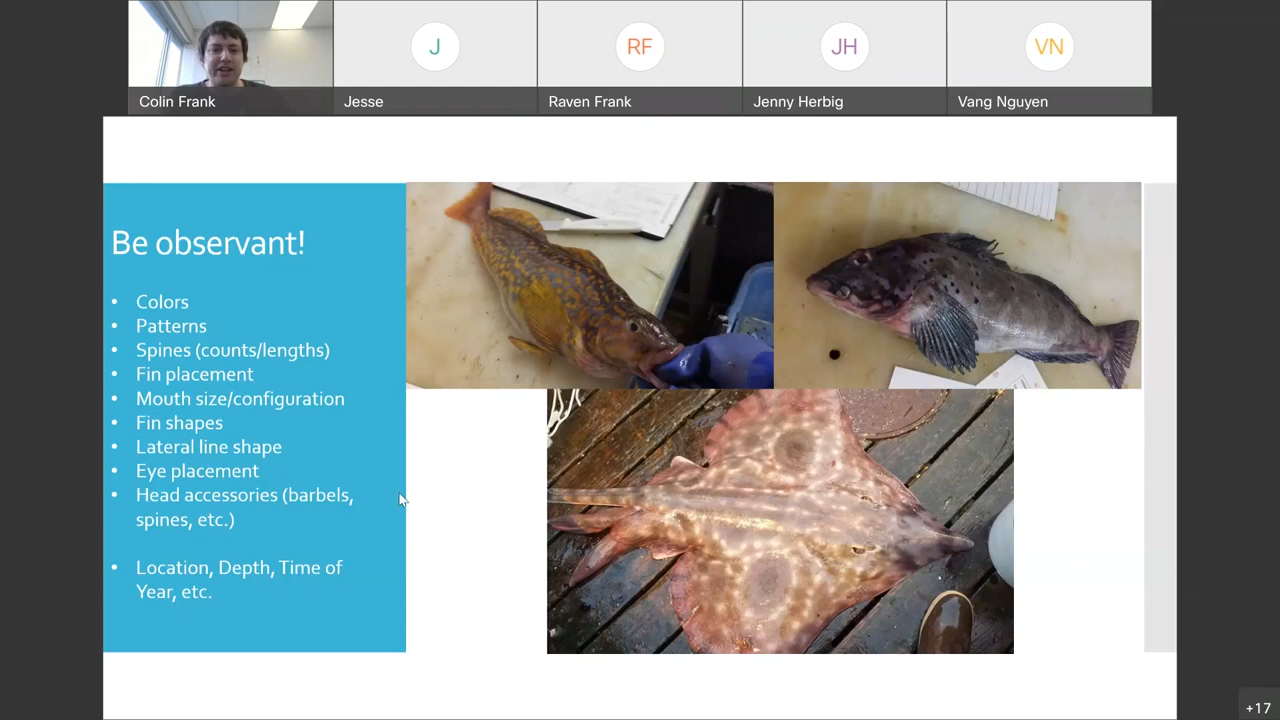 J
RF
JH
VN
Colin Frank
Jesse
Raven Frank
Jenny Herbig
Vang Nguyen
Be observant!
• Colors
• Patterns
• Spines (counts/lengths)
• Fin placement
• Mouth size/configuration
• Fin shapes
• Lateral line shape
• Eye placement
• Head accessories (barbels,
spines, etc.)
• Location, Depth, Time of
Year, etc.
+17